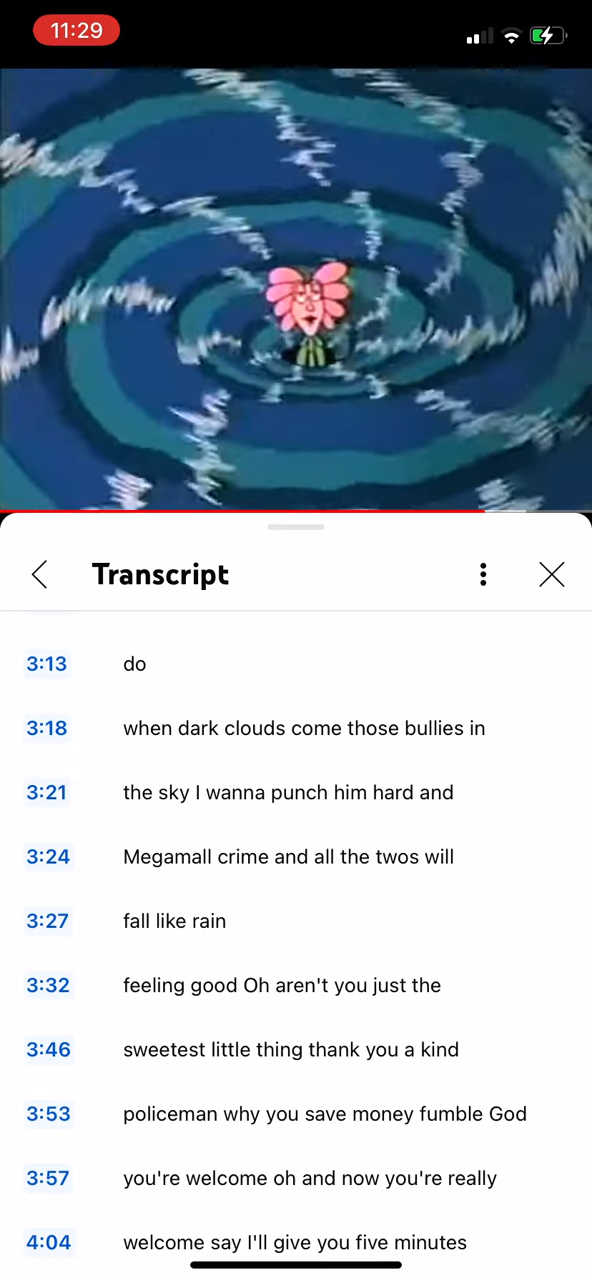 11:29
Transcript
3:13 do
3:18 when dark clouds come those bullies in
3:21 the sky I wanna punch him hard and
3:24 Megamall crime and all the twos will
3:27 fall like rain
3:32 feeling good Oh aren't you just the
3:46 sweetest little thing thank you a kind
3:53 policeman why you save money fumble God
3:57 you're welcome oh and now you're really
4:04 welcome say I'll give you five minutes